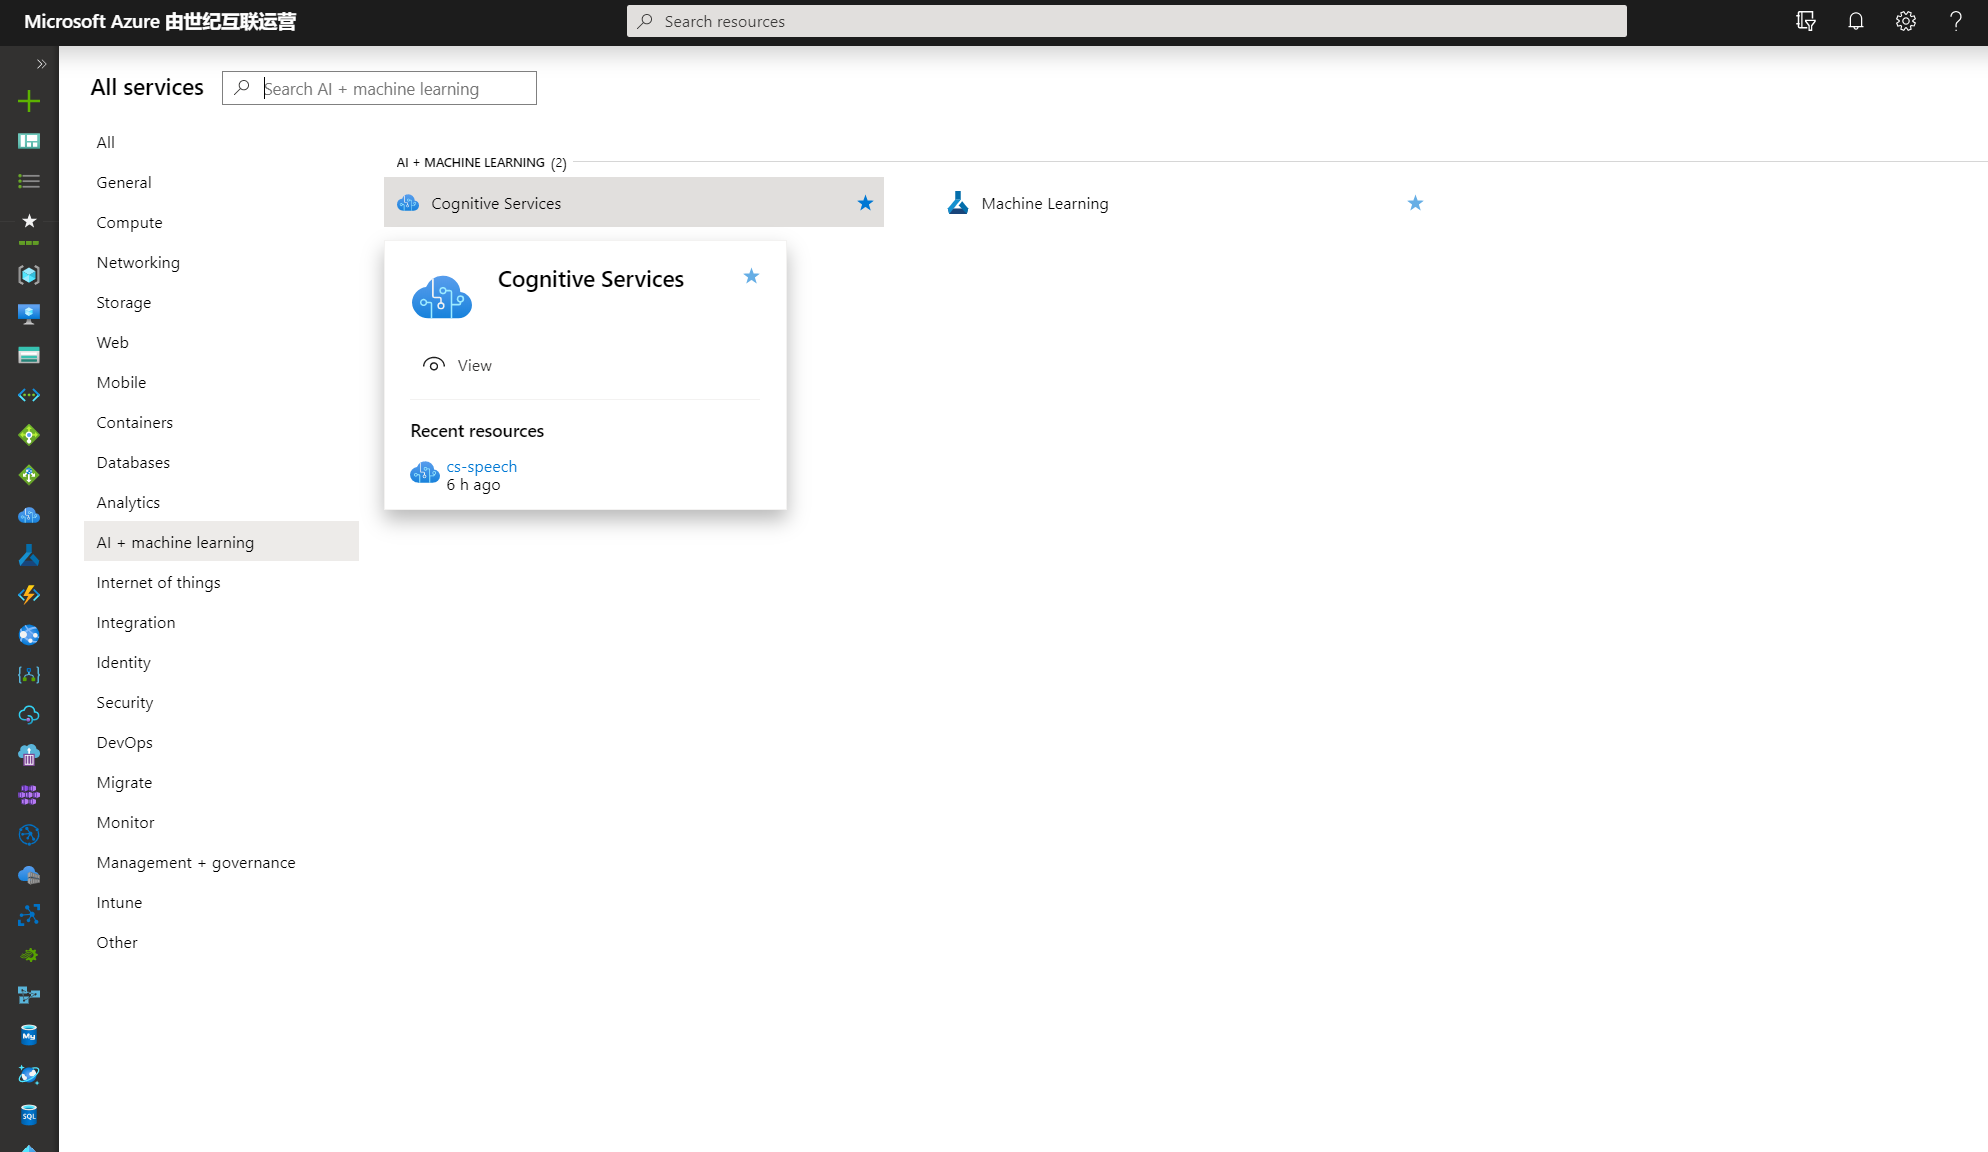 Microsoft Azure 由世纪互联运营
Search resources
All services
Search AI + machine learning
All
General
Compute
Networking
Storage
Web
Mobile
Containers
Databases
Analytics
AI + machine learning
Internet of things
Integration
Identity
Security
DevOps
Migrate
Monitor
Management + governance
Intune
Other
AI + MACHINE LEARNING (2)
Cognitive Services
Machine Learning
Cognitive Services
View
Recent resources
cs-speech
6 h ago
My
SQL